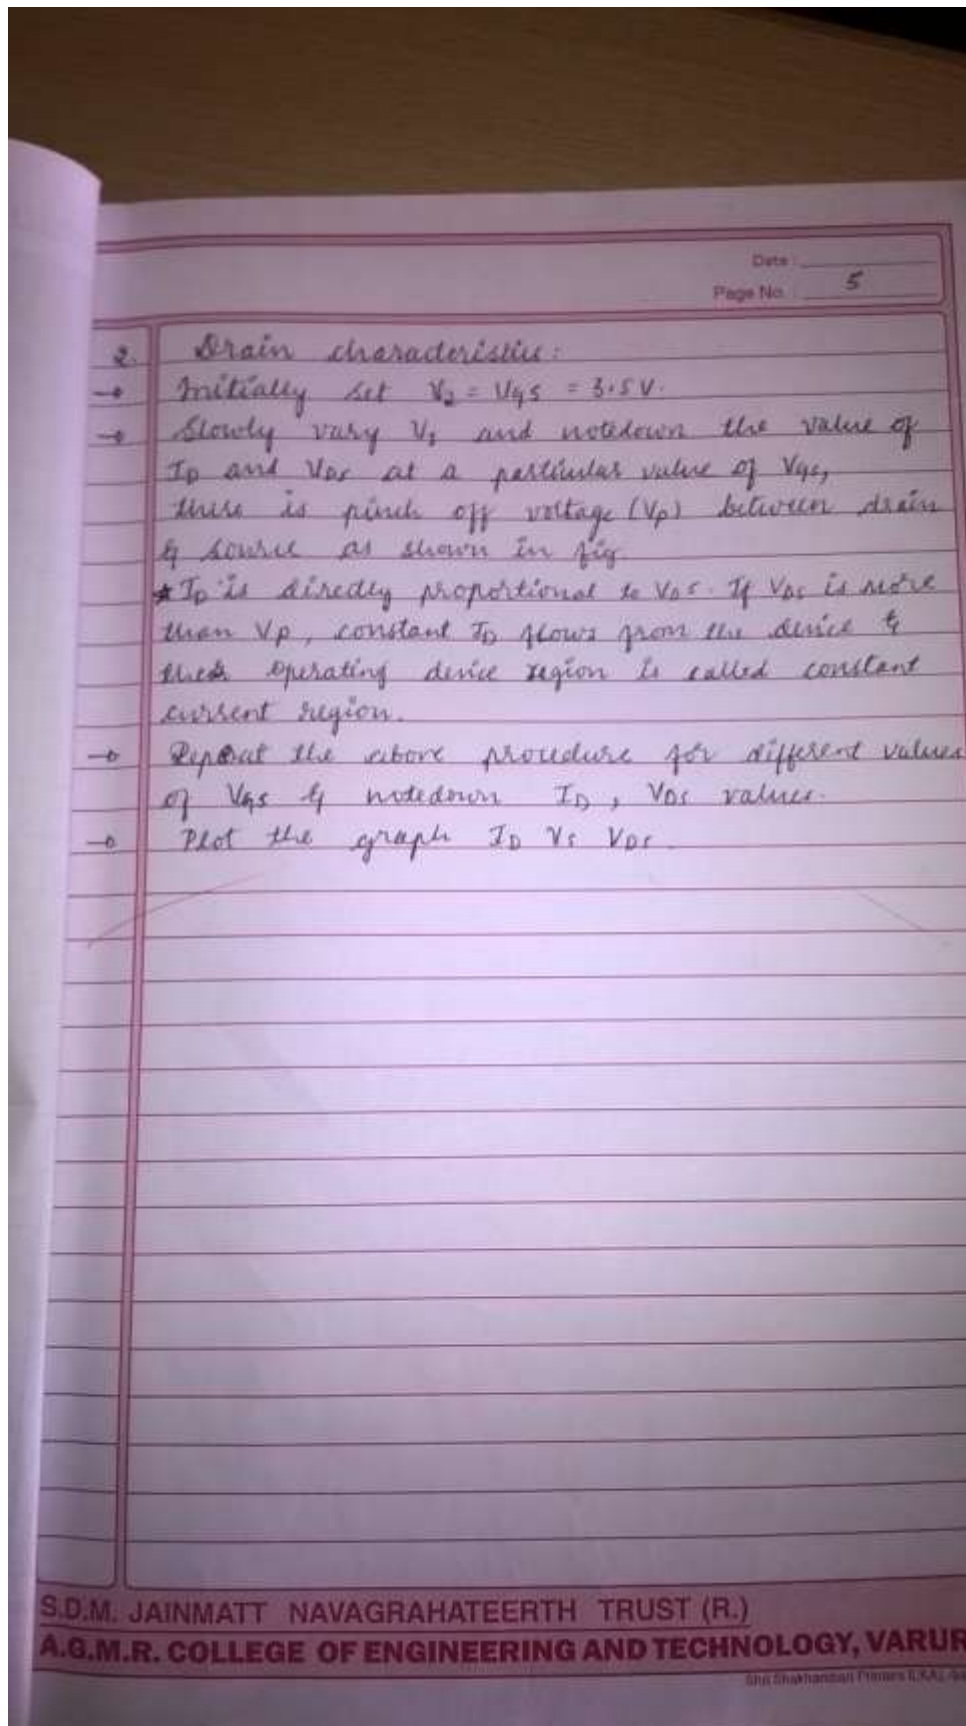 Date :
Page No. : 5
2. Drain characteristics:
→ Initially set V2 = VGS = 3.5V.
→ Slowly vary V1 and notedown the value of
ID and VDS at a particular value of VGS,
there is pinch off voltage (Vp) between drain
& source as shown in fig.
* ID is directly proportional to VDS. If VDS is more
than VP, constant ID flows from the device &
the operating device region is called constant
current region.
→ Repeat the above procedure for different values
of VGS & notedown ID, VDS values.
→ Plot the graph ID Vs VDS.
S.D.M. JAINMATT NAVAGRAHATEERTH TRUST (R.)
A.G.M.R. COLLEGE OF ENGINEERING AND TECHNOLOGY, VARUR
Printers